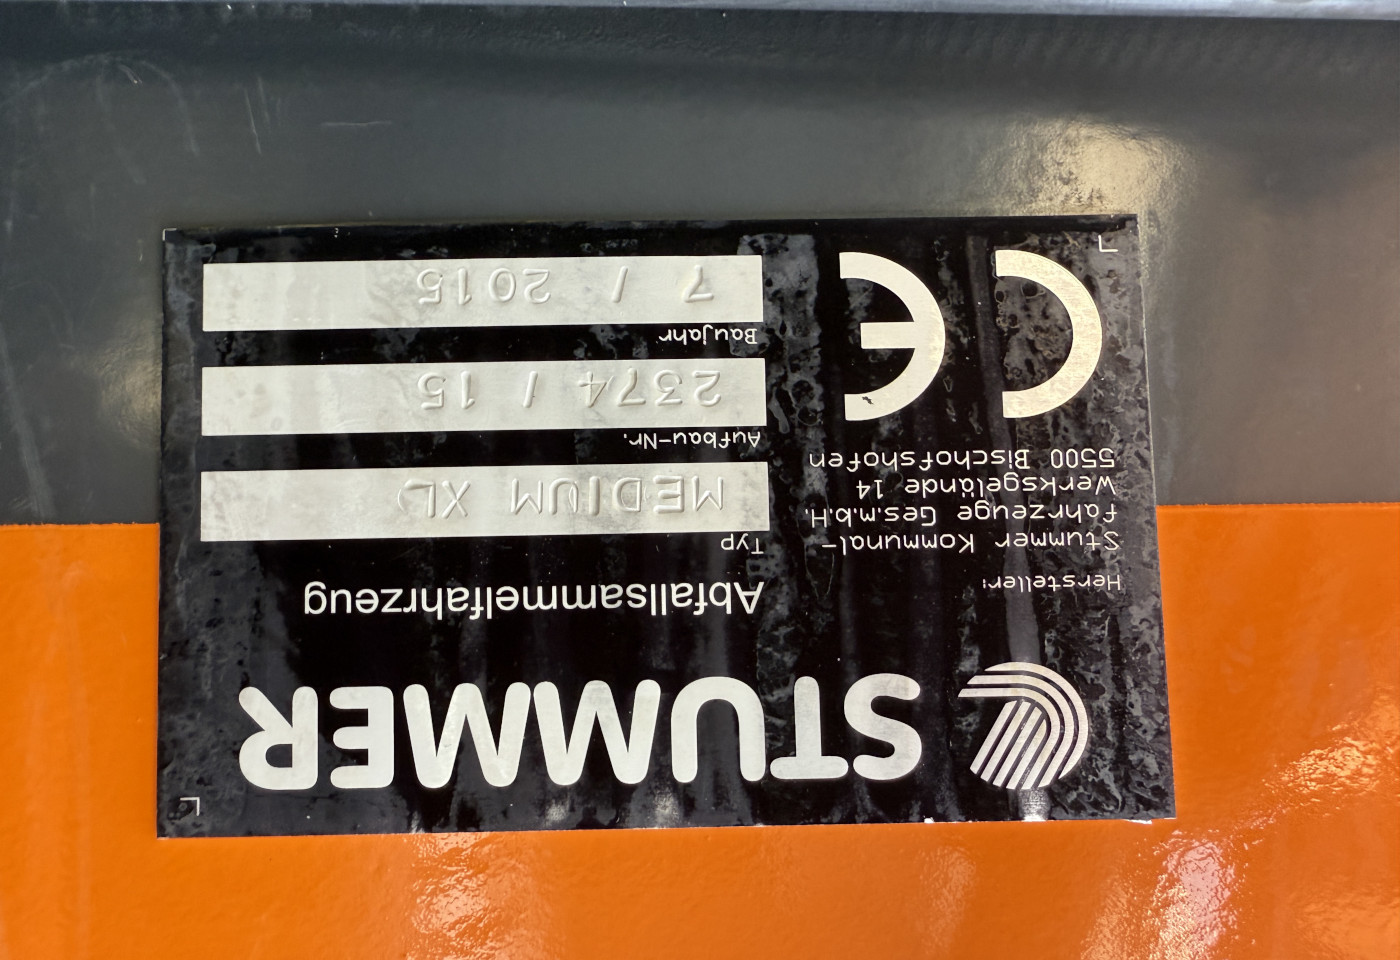 STUMMER
Abfallsammelfahrzeug
Hersteller:
Stummer Kommunal-
fahrzeuge Ges.m.b.H.
Werksgelände 14
5500 Bischofshofen
CE
Typ
MEDIUM XL
Aufbau-Nr.
2374 / 15
Baujahr
7 / 2015